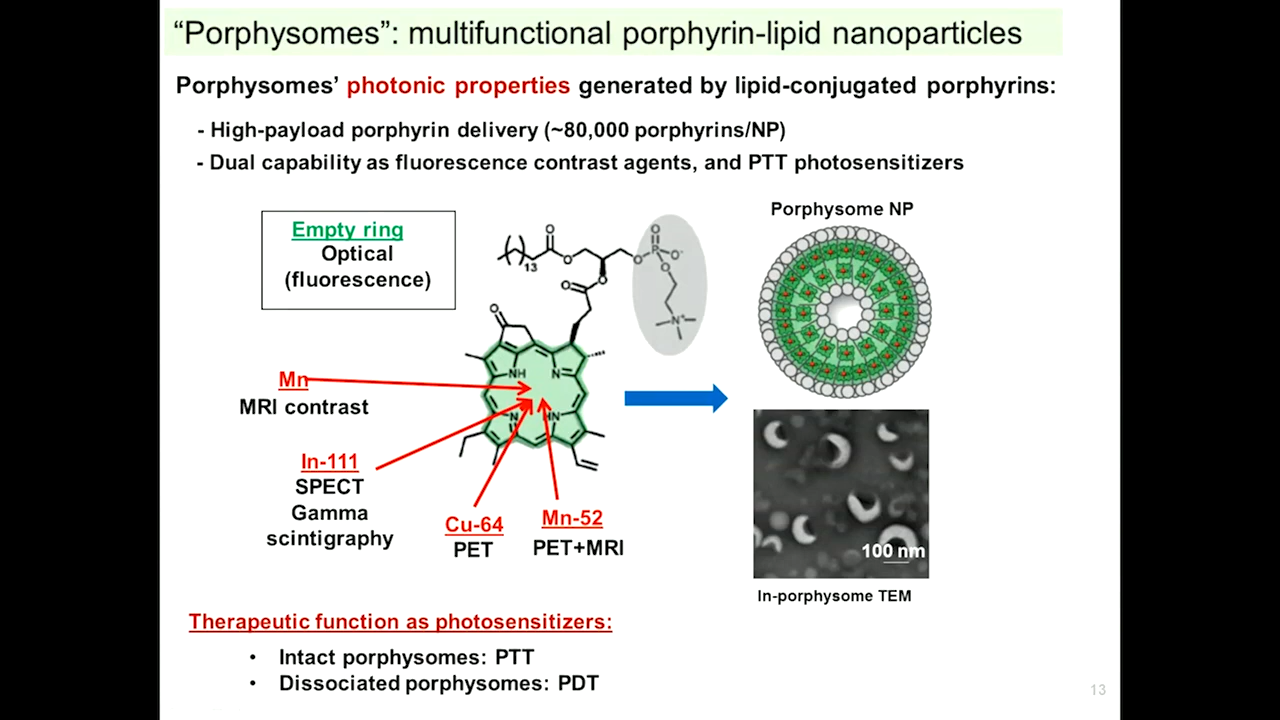 “Porphysomes”: multifunctional porphyrin-lipid nanoparticles
Porphysomes’ photonic properties generated by lipid-conjugated porphyrins:
- High-payload porphyrin delivery (~80,000 porphyrins/NP)
- Dual capability as fluorescence contrast agents, and PTT photosensitizers
Empty ring
Optical
(fluorescence)
Mn
MRI contrast
In-111
SPECT
Gamma
scintigraphy
Cu-64
PET
Mn-52
PET+MRI
O
13
O
O
O
O
O
P
O-
O
N+
O
NH
N
N
HN
Porphysome NP
100 nm
In-porphysome TEM
Therapeutic function as photosensitizers:
• Intact porphysomes: PTT
• Dissociated porphysomes: PDT
13